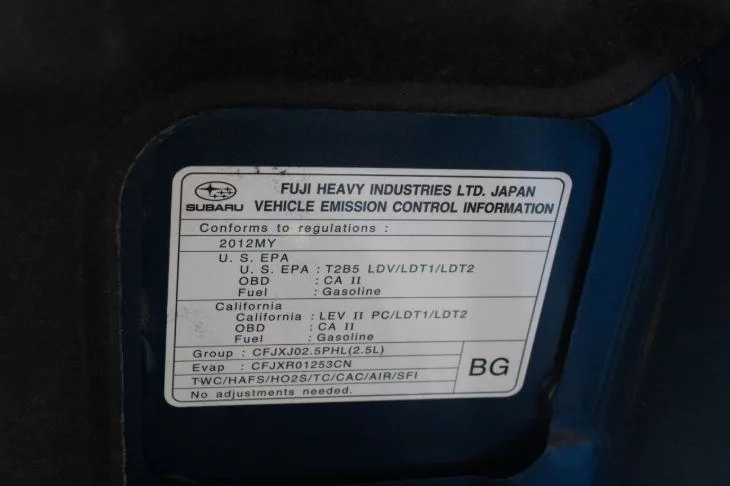 FUJI HEAVY INDUSTRIES LTD. JAPAN
SUBARU VEHICLE EMISSION CONTROL INFORMATION
Conforms to regulations :
2012MY
U. S. EPA
U. S. EPA : T2B5 LDV/LDT1/LDT2
OBD : CA II
Fuel : Gasoline
California
California : LEV II PC/LDT1/LDT2
OBD : CA II
Fuel : Gasoline
Group : CFJXJ02.5PHL(2.5L)
Evap : CFJXR01253CN
TWC/HAFS/HO2S/TC/CAC/AIR/SFI
No adjustments needed.
BG